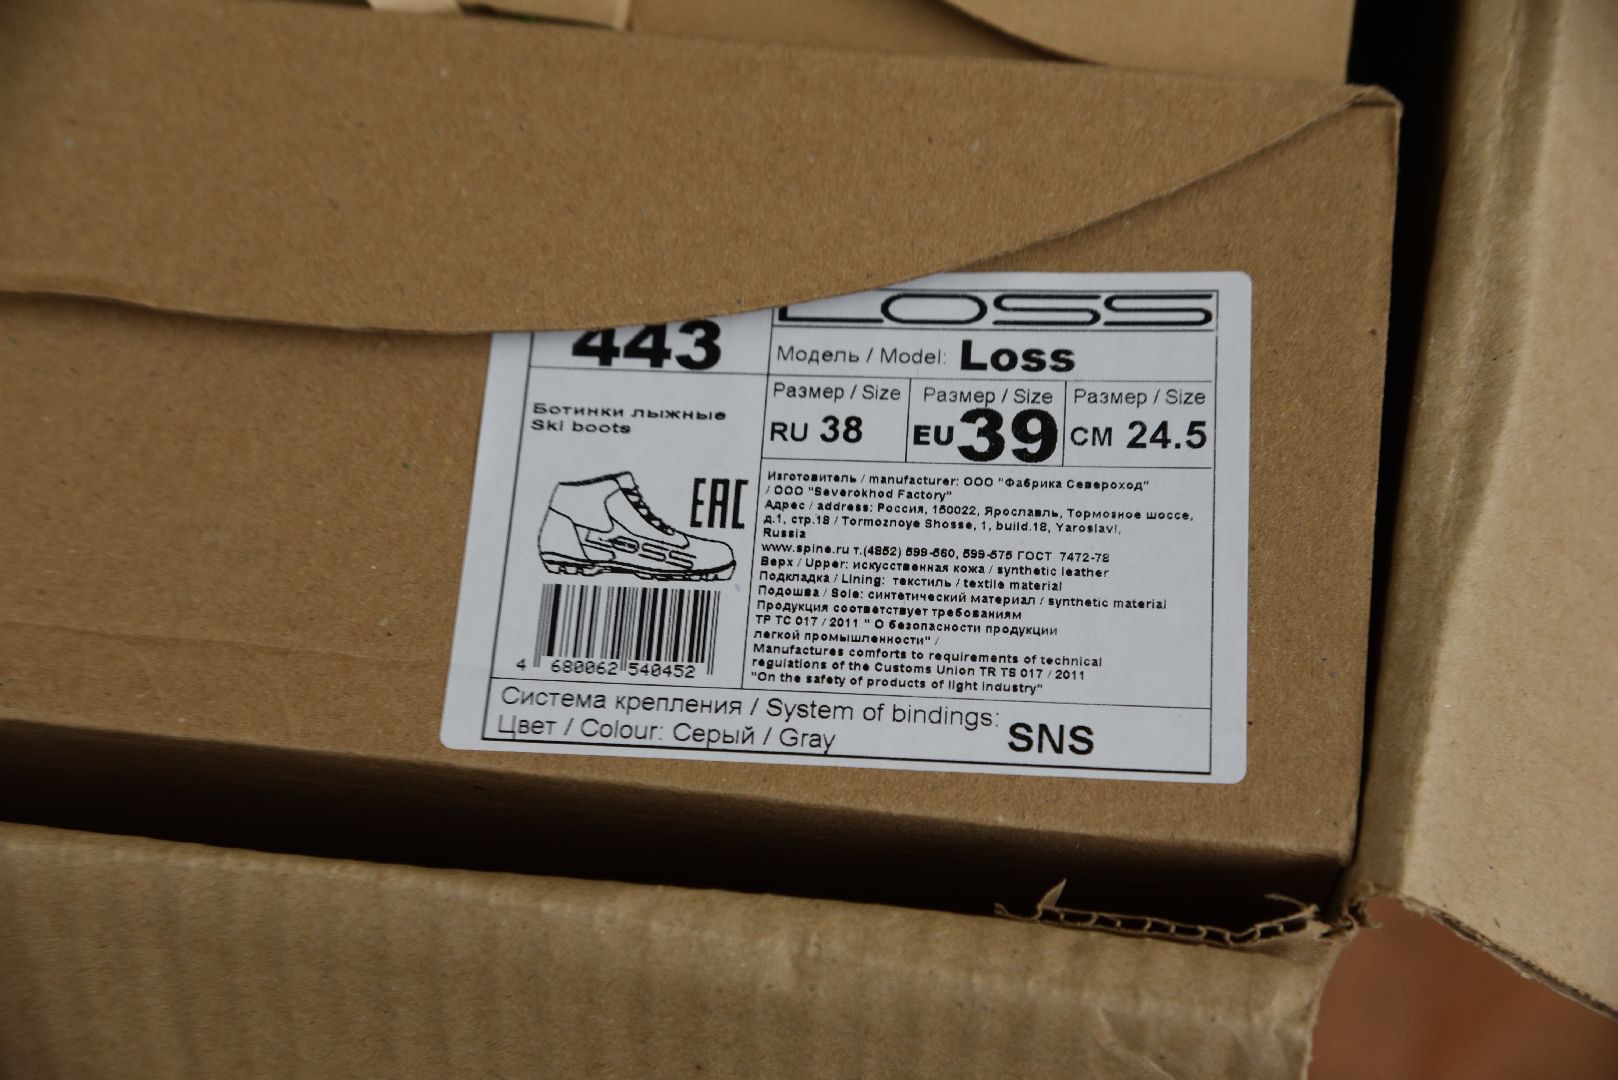 443
LOSS
Модель / Model: Loss
Размер / Size
RU 38
Размер / Size
EU 39
Размер / Size
CM 24.5
Ботинки лыжные
Ski boots
LOSS
EAC
4 680062 540452
Изготовитель / manufacturer: ООО "Фабрика Североход"
/ ООО "Severokhod Factory"
Адрес / address: Россия, 150022, Ярославль, Тормозное шоссе,
д.1, стр.18 / Tormoznoye Shosse, 1, build.18, Yaroslavl,
Russia
www.spine.ru т.(4852) 599-560, 599-575 ГОСТ 7472-78
Верх / Upper: искусственная кожа / synthetic leather
Подкладка / Lining: текстиль / textile material
Подошва / Sole: синтетический материал / synthetic material
Продукция соответствует требованиям
ТР ТС 017 / 2011 " О безопасности продукции
легкой промышленности" /
Manufactures comforts to requirements of technical
regulations of the Customs Union TR TS 017 / 2011
"On the safety of products of light industry"
Система крепления / System of bindings: SNS
Цвет / Colour: Серый / Gray